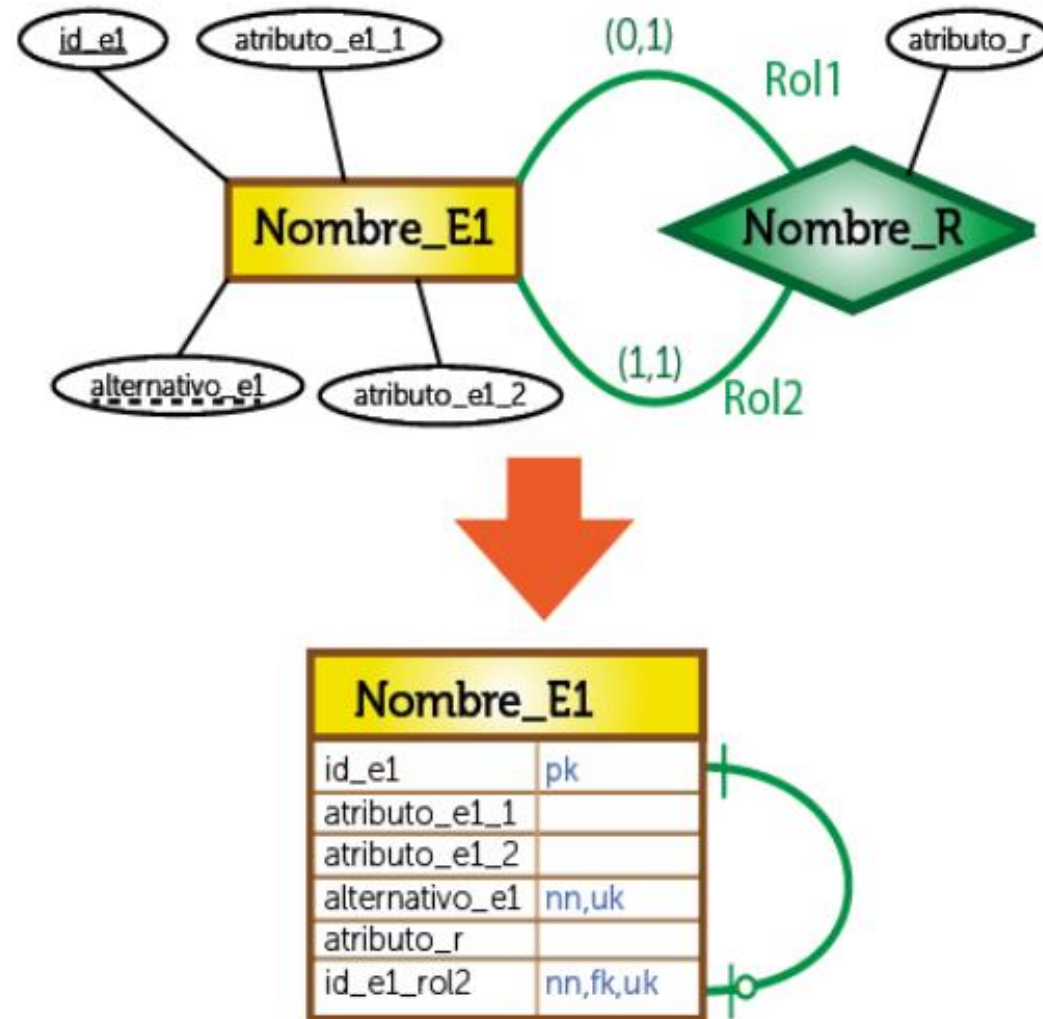 id_e1
atributo_e1_1
(0,1)
Rol1
atributo_r
Nombre_E1
Nombre_R
alternativo_e1
atributo_e1_2
(1,1)
Rol2
Nombre_E1
id_e1 pk
atributo_e1_1
atributo_e1_2
alternativo_e1 nn,uk
atributo_r
id_e1_rol2 nn,fk,uk